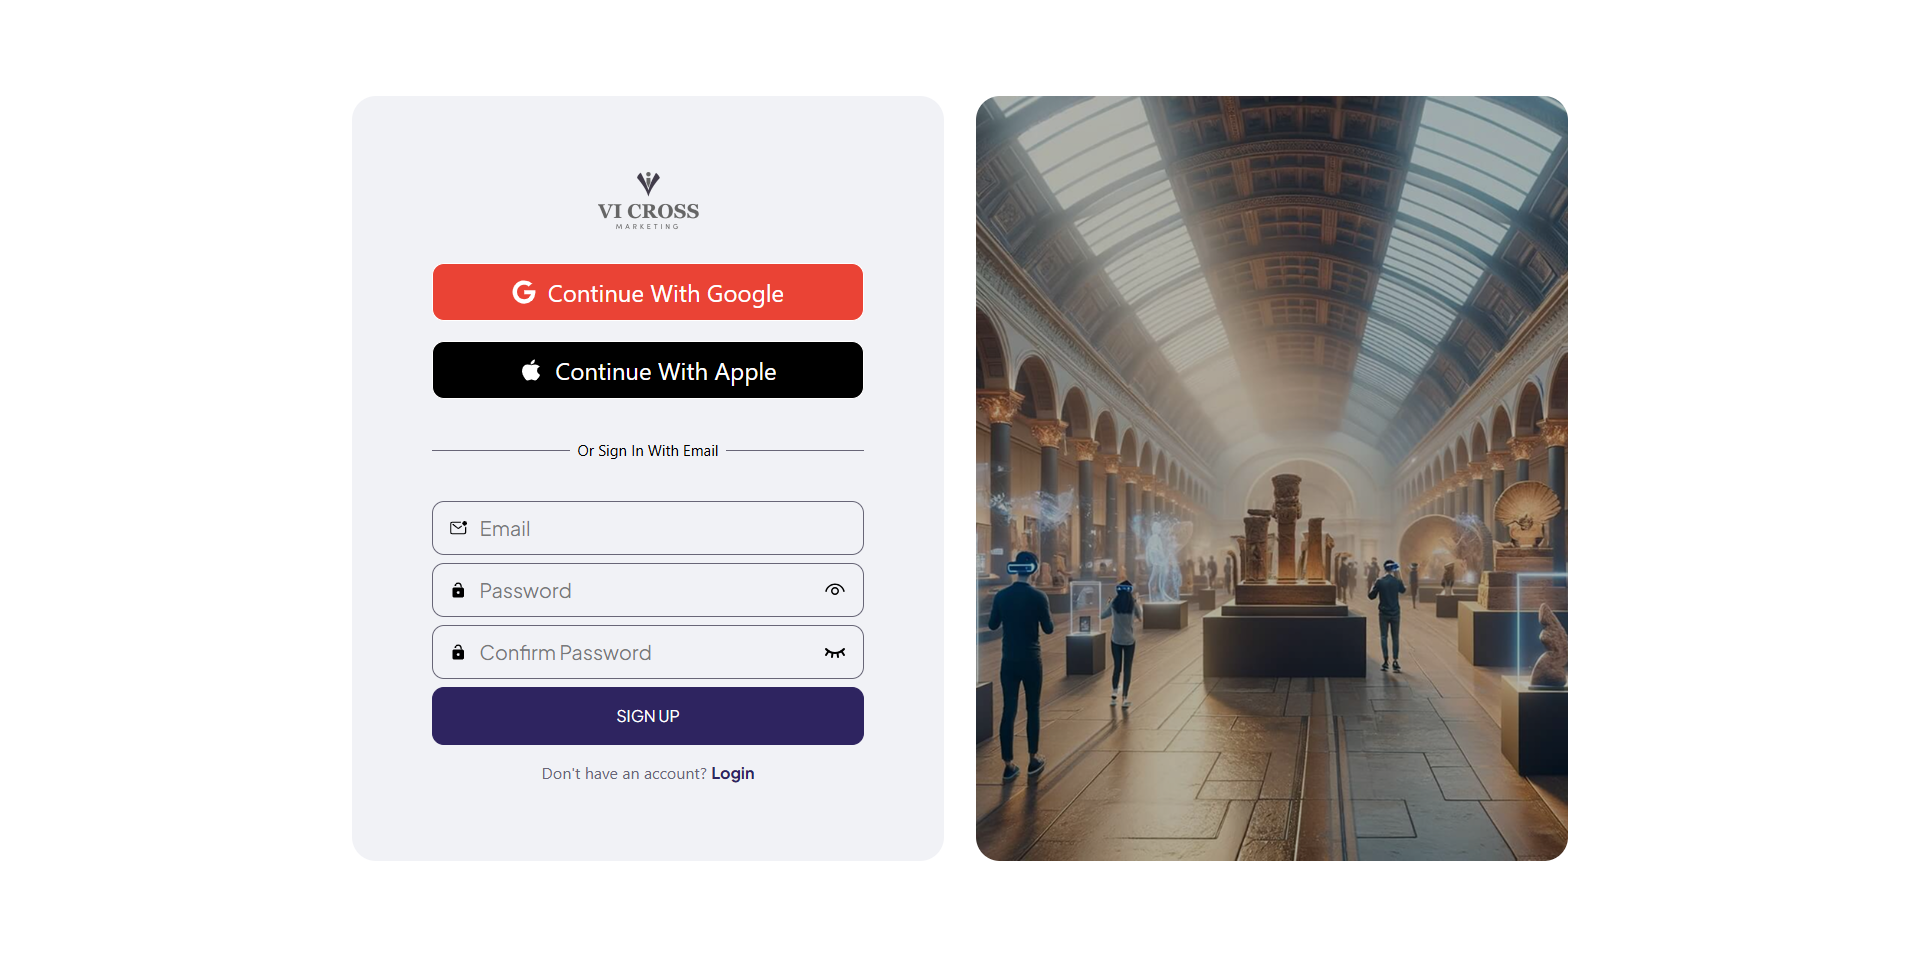 VI CROSS
MARKETING
Continue With Google
Continue With Apple
Or Sign In With Email
Email
Password
Confirm Password
SIGN UP
Don't have an account? Login